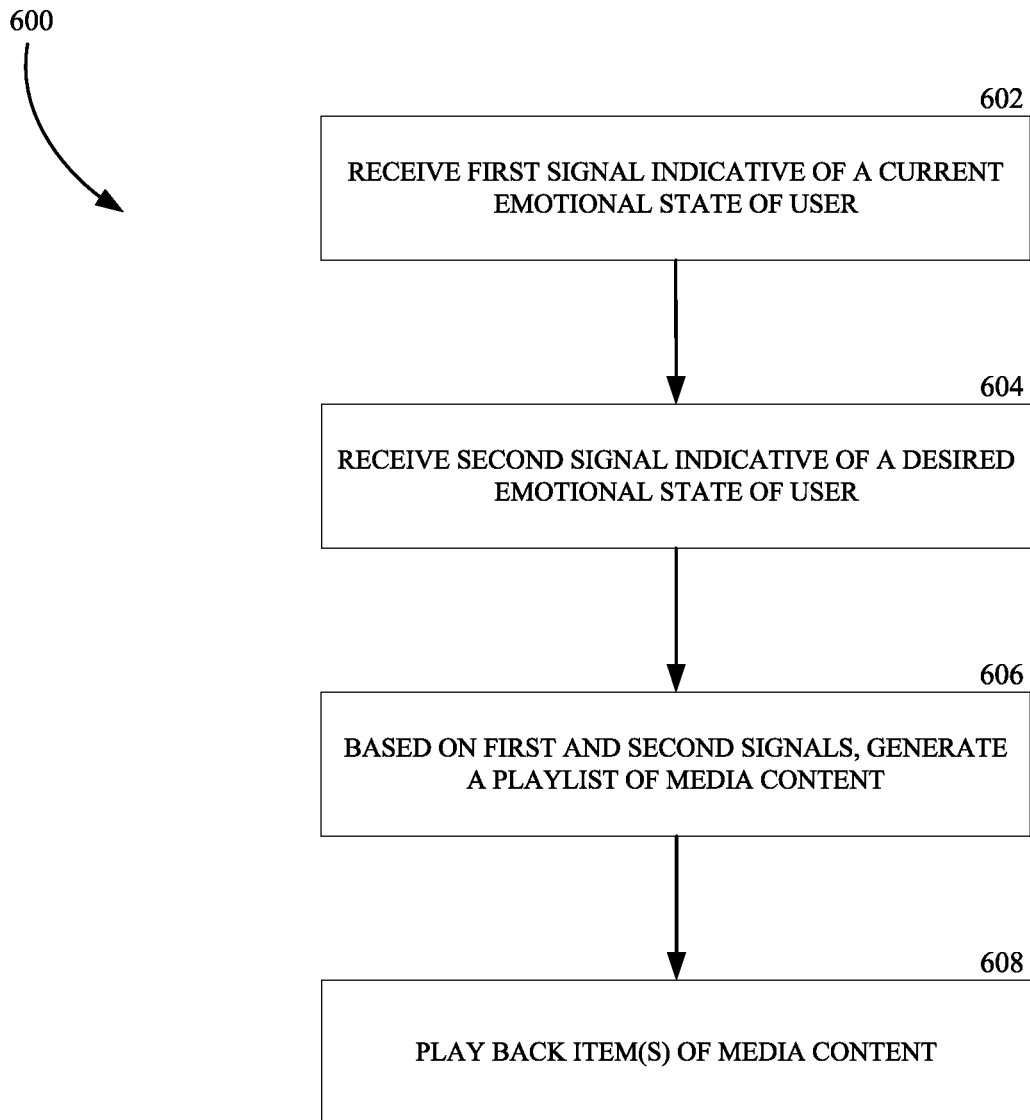 600
602
RECEIVE FIRST SIGNAL INDICATIVE OF A CURRENT
EMOTIONAL STATE OF USER
604
RECEIVE SECOND SIGNAL INDICATIVE OF A DESIRED
EMOTIONAL STATE OF USER
606
BASED ON FIRST AND SECOND SIGNALS, GENERATE
A PLAYLIST OF MEDIA CONTENT
608
PLAY BACK ITEM(S) OF MEDIA CONTENT